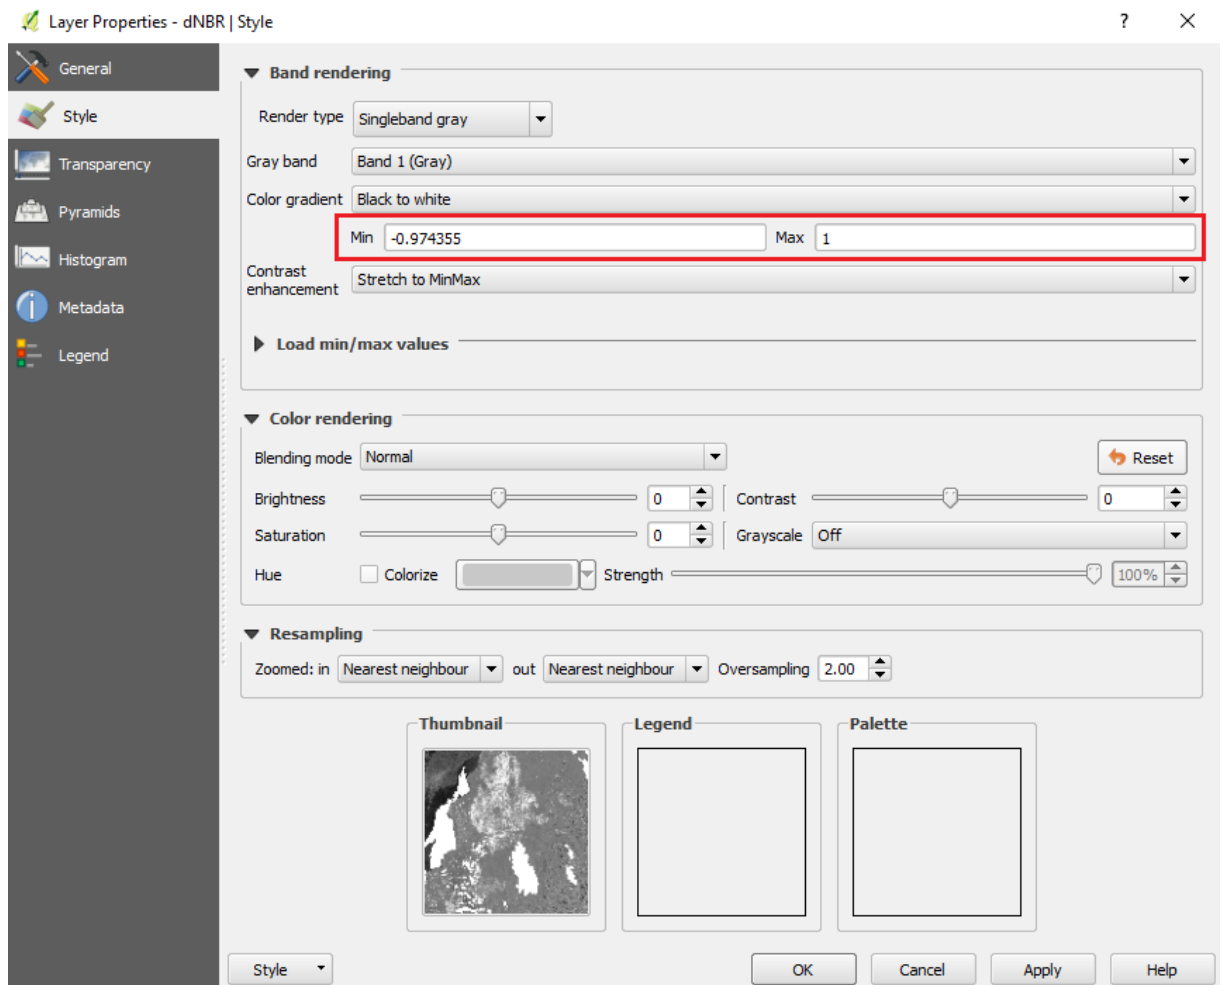 Layer Properties - dNBR | Style ?
General
Style
Transparency
Pyramids
Histogram
Metadata
Legend
Band rendering
Render type Singleband gray
Gray band Band 1 (Gray)
Color gradient Black to white
Min -0.974355 Max 1
Contrast
enhancement Stretch to MinMax
Load min/max values
Color rendering
Blending mode Normal Reset
Brightness 0 Contrast 0
Saturation 0 Grayscale Off
Hue Colorize Strength 100%
Resampling
Zoomed: in Nearest neighbour out Nearest neighbour Oversampling 2.00
Thumbnail Legend Palette
Style OK Cancel Apply Help